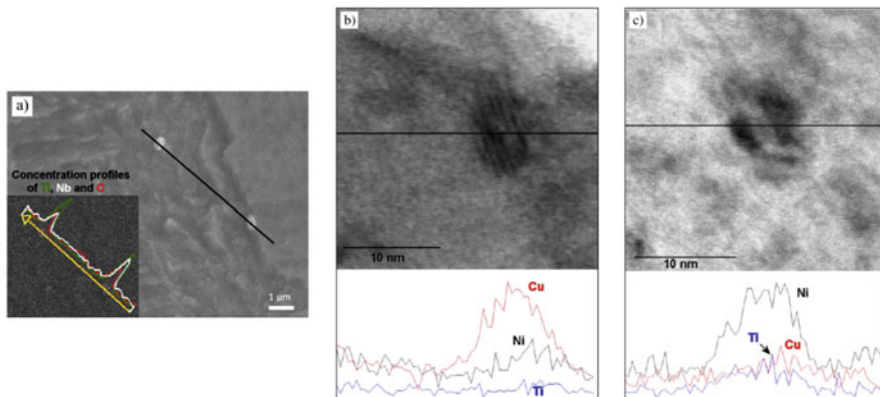 a)
Concentration profiles
of Ti, Nb and C
1 µm
b)
10 nm
Cu
Ni
Ti
c)
10 nm
Ni
Ti
Cu